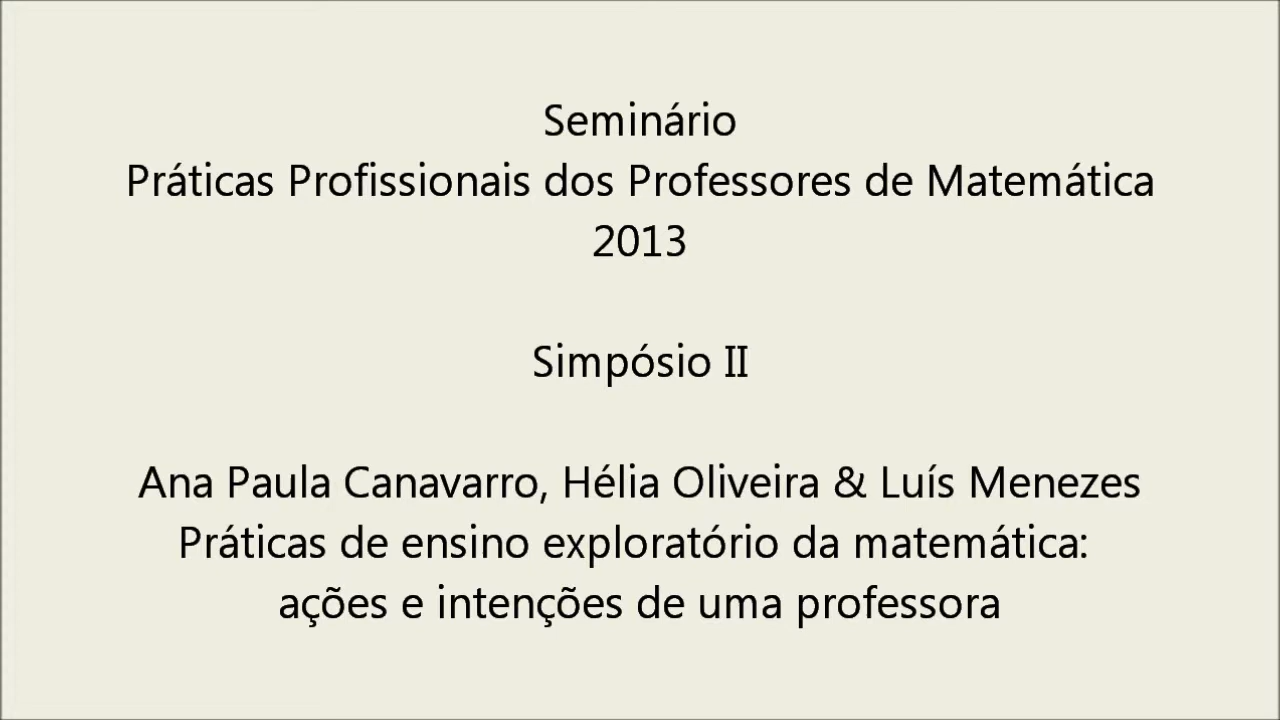 Seminário
Práticas Profissionais dos Professores de Matemática
2013
Simpósio II
Ana Paula Canavarro, Hélia Oliveira & Luís Menezes
Práticas de ensino exploratório da matemática:
ações e intenções de uma professora